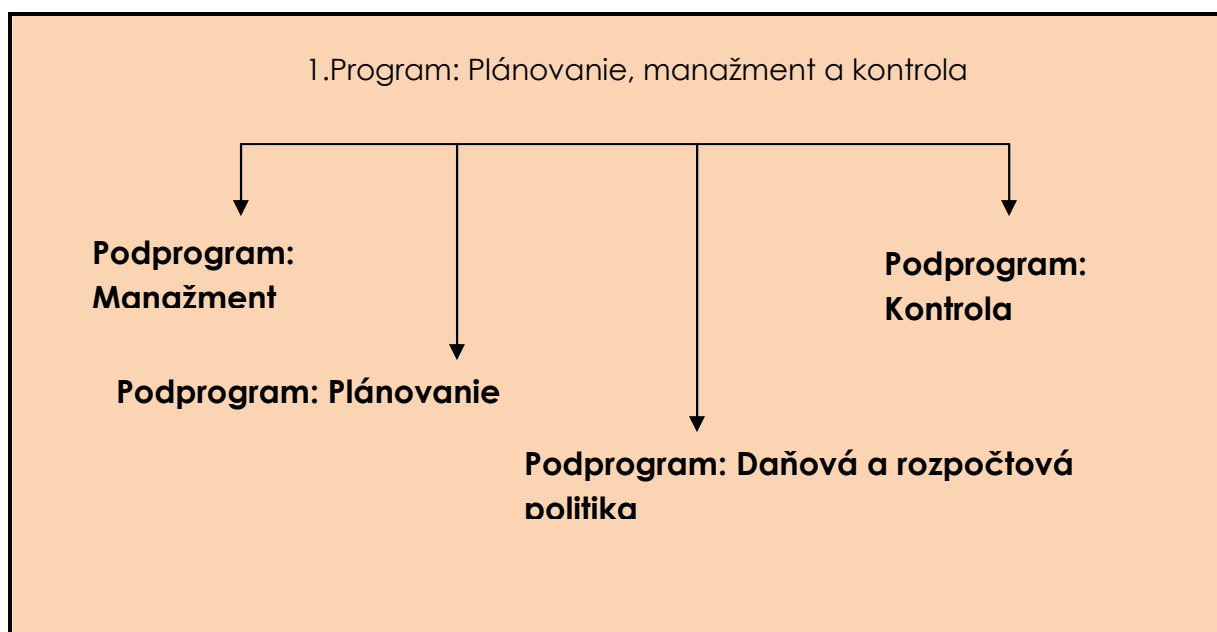 1.Program: Plánovanie, manažment a kontrola
Podprogram:
Manažment
Podprogram:
Kontrola
Podprogram: Plánovanie
Podprogram: Daňová a rozpočtová
politika